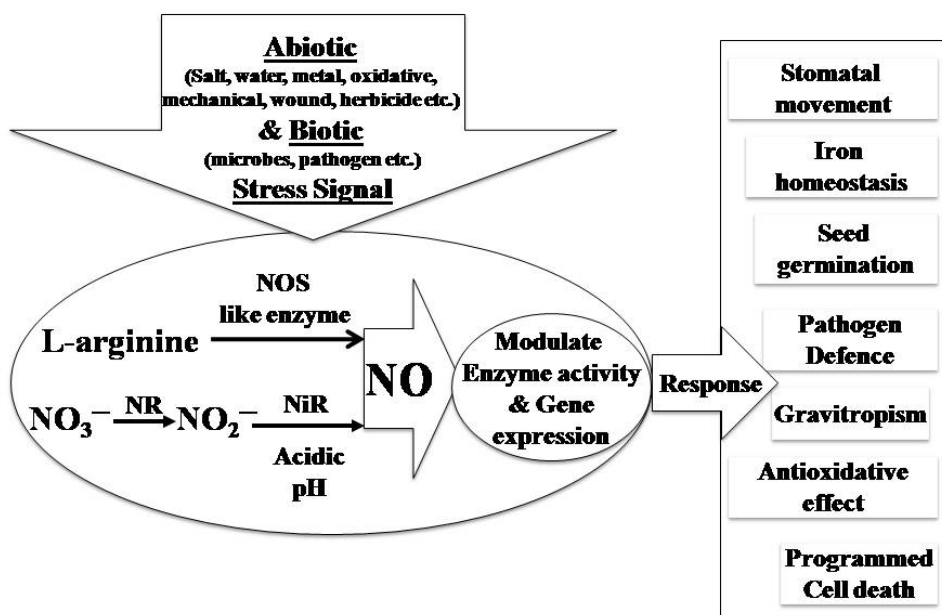 Abiotic
(Salt, water, metal, oxidative,
mechanical, wound, herbicide etc.)
& Biotic
(microbes, pathogen etc.)
Stress Signal
NOS
like enzyme
L-arginine
NO
NO₃⁻ NR NO₂⁻ NiR
Acidic
pH
Modulate
Enzyme activity
& Gene
expression
Response
Stomatal
movement
Iron
homeostasis
Seed
germination
Pathogen
Defence
Gravitropism
Antioxidative
effect
Programmed
Cell death